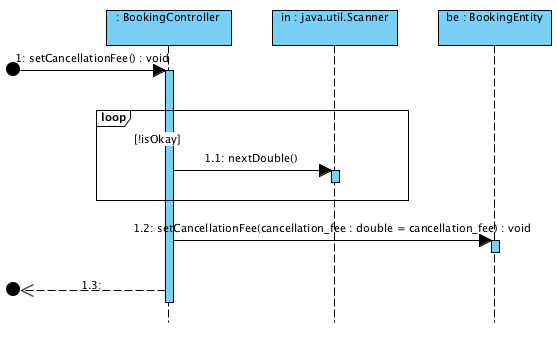 : BookingController
in : java.util.Scanner
be : BookingEntity
1: setCancellationFee() : void
loop
[!isOkay]
1.1: nextDouble()
1.2: setCancellationFee(cancellation_fee : double = cancellation_fee) : void
1.3: